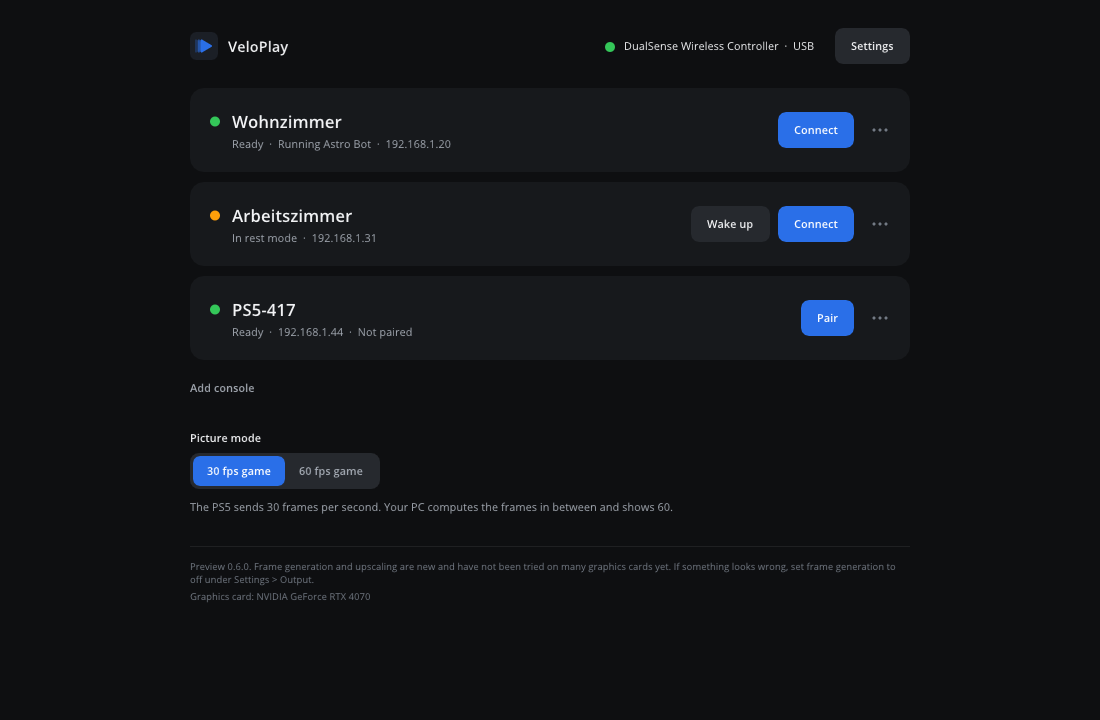 VeloPlay
DualSense Wireless Controller · USB
Settings
Wohnzimmer
Ready · Running Astro Bot · 192.168.1.20
Connect
Arbeitszimmer
In rest mode · 192.168.1.31
Wake up
Connect
PS5-417
Ready · 192.168.1.44 · Not paired
Pair
Add console
Picture mode
30 fps game
60 fps game
The PS5 sends 30 frames per second. Your PC computes the frames in between and shows 60.
Preview 0.6.0. Frame generation and upscaling are new and have not been tried on many graphics cards yet. If something looks wrong, set frame generation to
off under Settings > Output.
Graphics card: NVIDIA GeForce RTX 4070